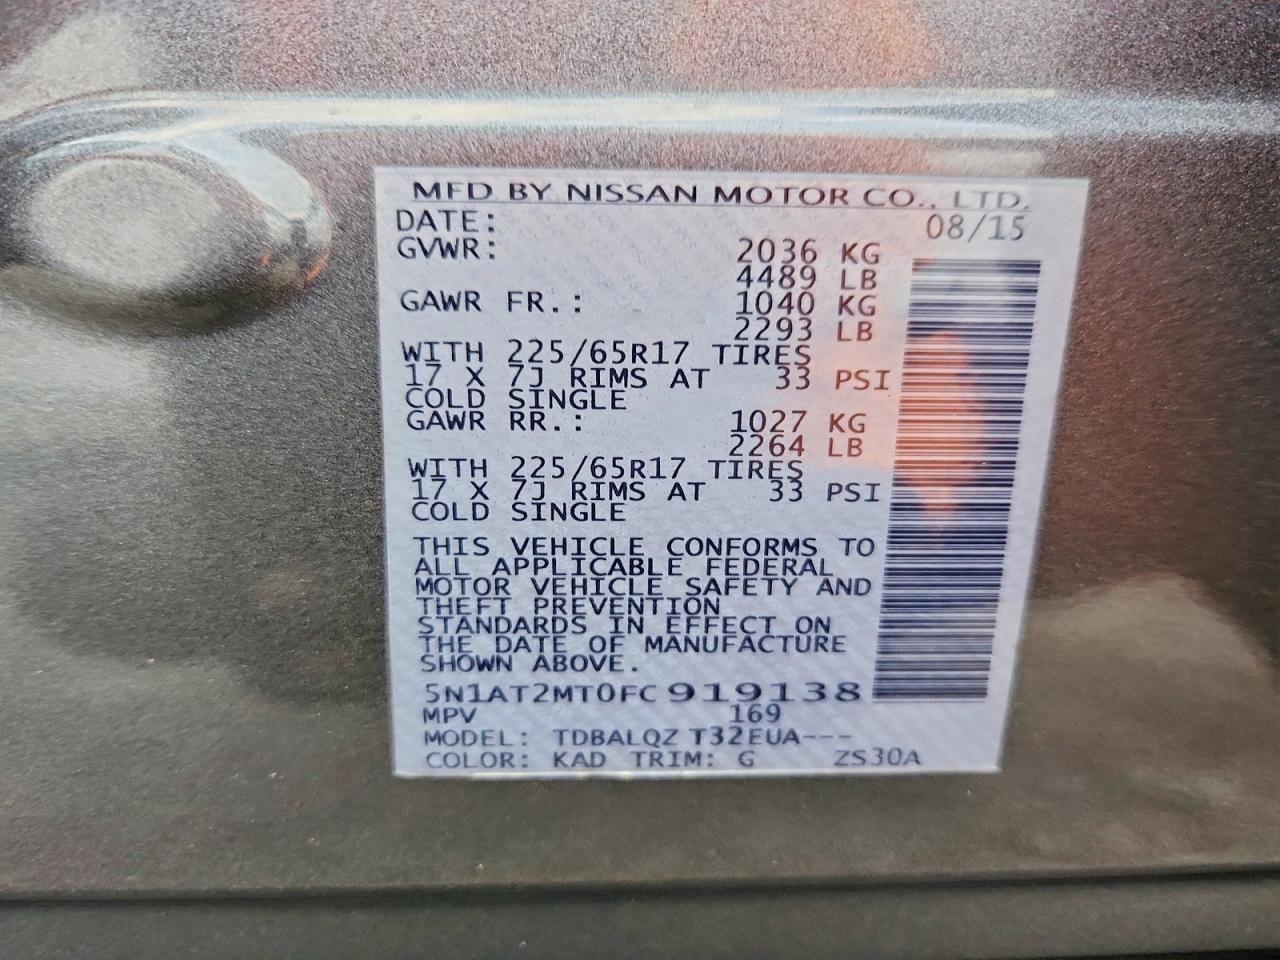 MFD BY NISSAN MOTOR CO., LTD.
DATE: 08/15
GVWR: 2036 KG
4489 LB
GAWR FR.: 1040 KG
2293 LB
WITH 225/65R17 TIRES
17 X 7J RIMS AT 33 PSI
COLD SINGLE
GAWR RR.: 1027 KG
2264 LB
WITH 225/65R17 TIRES
17 X 7J RIMS AT 33 PSI
COLD SINGLE
THIS VEHICLE CONFORMS TO
ALL APPLICABLE FEDERAL
MOTOR VEHICLE SAFETY AND
THEFT PREVENTION
STANDARDS IN EFFECT ON
THE DATE OF MANUFACTURE
SHOWN ABOVE.
5N1AT2MT0FC919138
MPV 169
MODEL: TDBALQZ T32EUA---
COLOR: KAD TRIM: G ZS30A